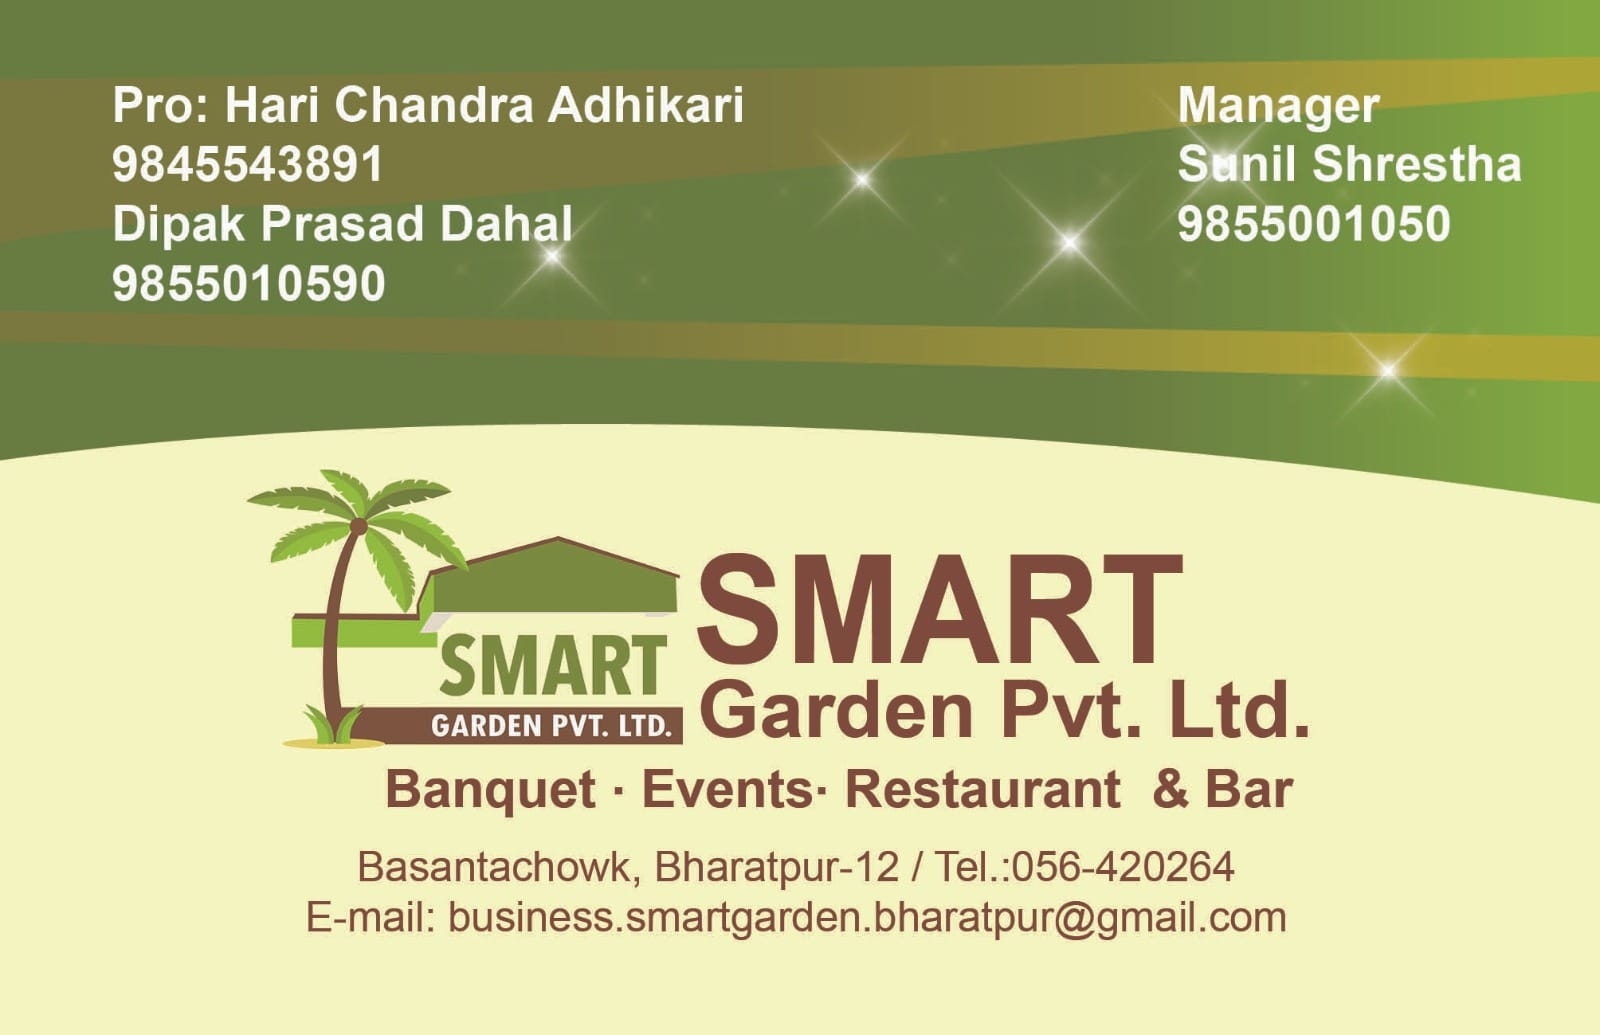 Pro: Hari Chandra Adhikari
9845543891
Dipak Prasad Dahal
9855010590
Manager
Sunil Shrestha
9855001050
SMART
GARDEN PVT. LTD.
SMART
Garden Pvt. Ltd.
Banquet · Events· Restaurant & Bar
Basantachowk, Bharatpur-12 / Tel.:056-420264
E-mail: business.smartgarden.bharatpur@gmail.com